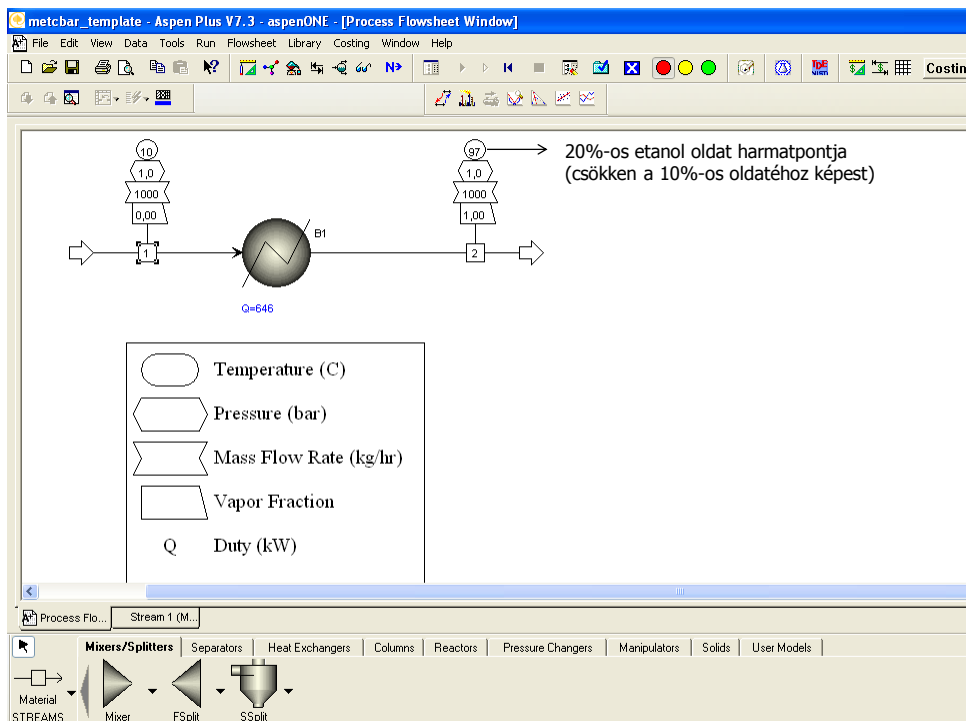 metcbar_template - Aspen Plus V7.3 - aspenONE - [Process Flowsheet Window]
File Edit View Data Tools Run Flowsheet Library Costing Window Help
N>
Costin
10
1,0
1000
0,00
1
B1
Q=646
97
1,0
1000
1,00
2
20%-os etanol oldat harmatpontja
(csökken a 10%-os oldatéhoz képest)
Temperature (C)
Pressure (bar)
Mass Flow Rate (kg/hr)
Vapor Fraction
Q Duty (kW)
Process Flo... Stream 1 (M...
Mixers/Splitters Separators Heat Exchangers Columns Reactors Pressure Changers Manipulators Solids User Models
Material
STREAMS Mixer FSplit SSplit